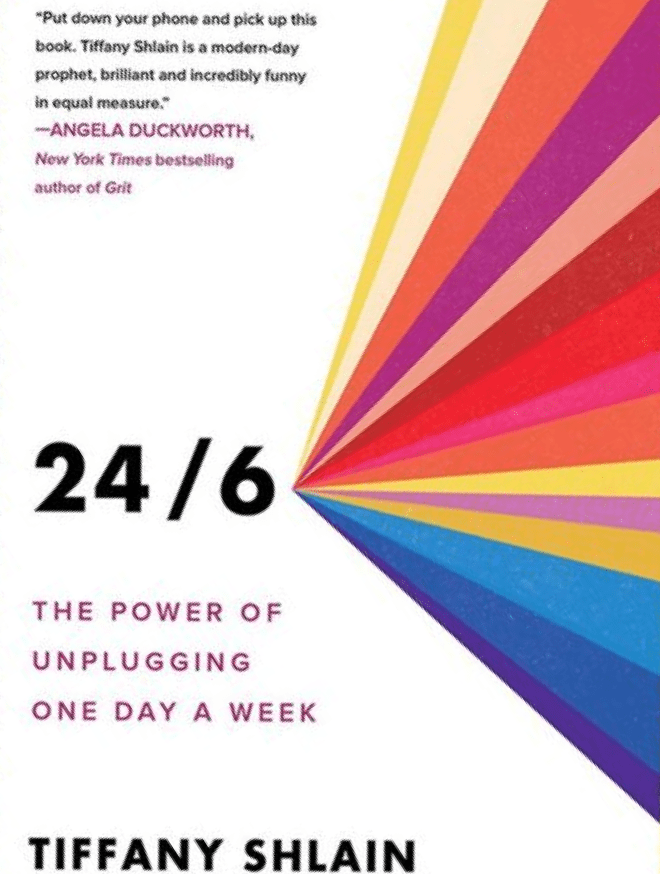 "Put down your phone and pick up this
book. Tiffany Shlain is a modern-day
prophet, brilliant and incredibly funny
in equal measure."
—ANGELA DUCKWORTH,
New York Times bestselling
author of Grit
24/6
THE POWER OF
UNPLUGGING
ONE DAY A WEEK
TIFFANY SHLAIN